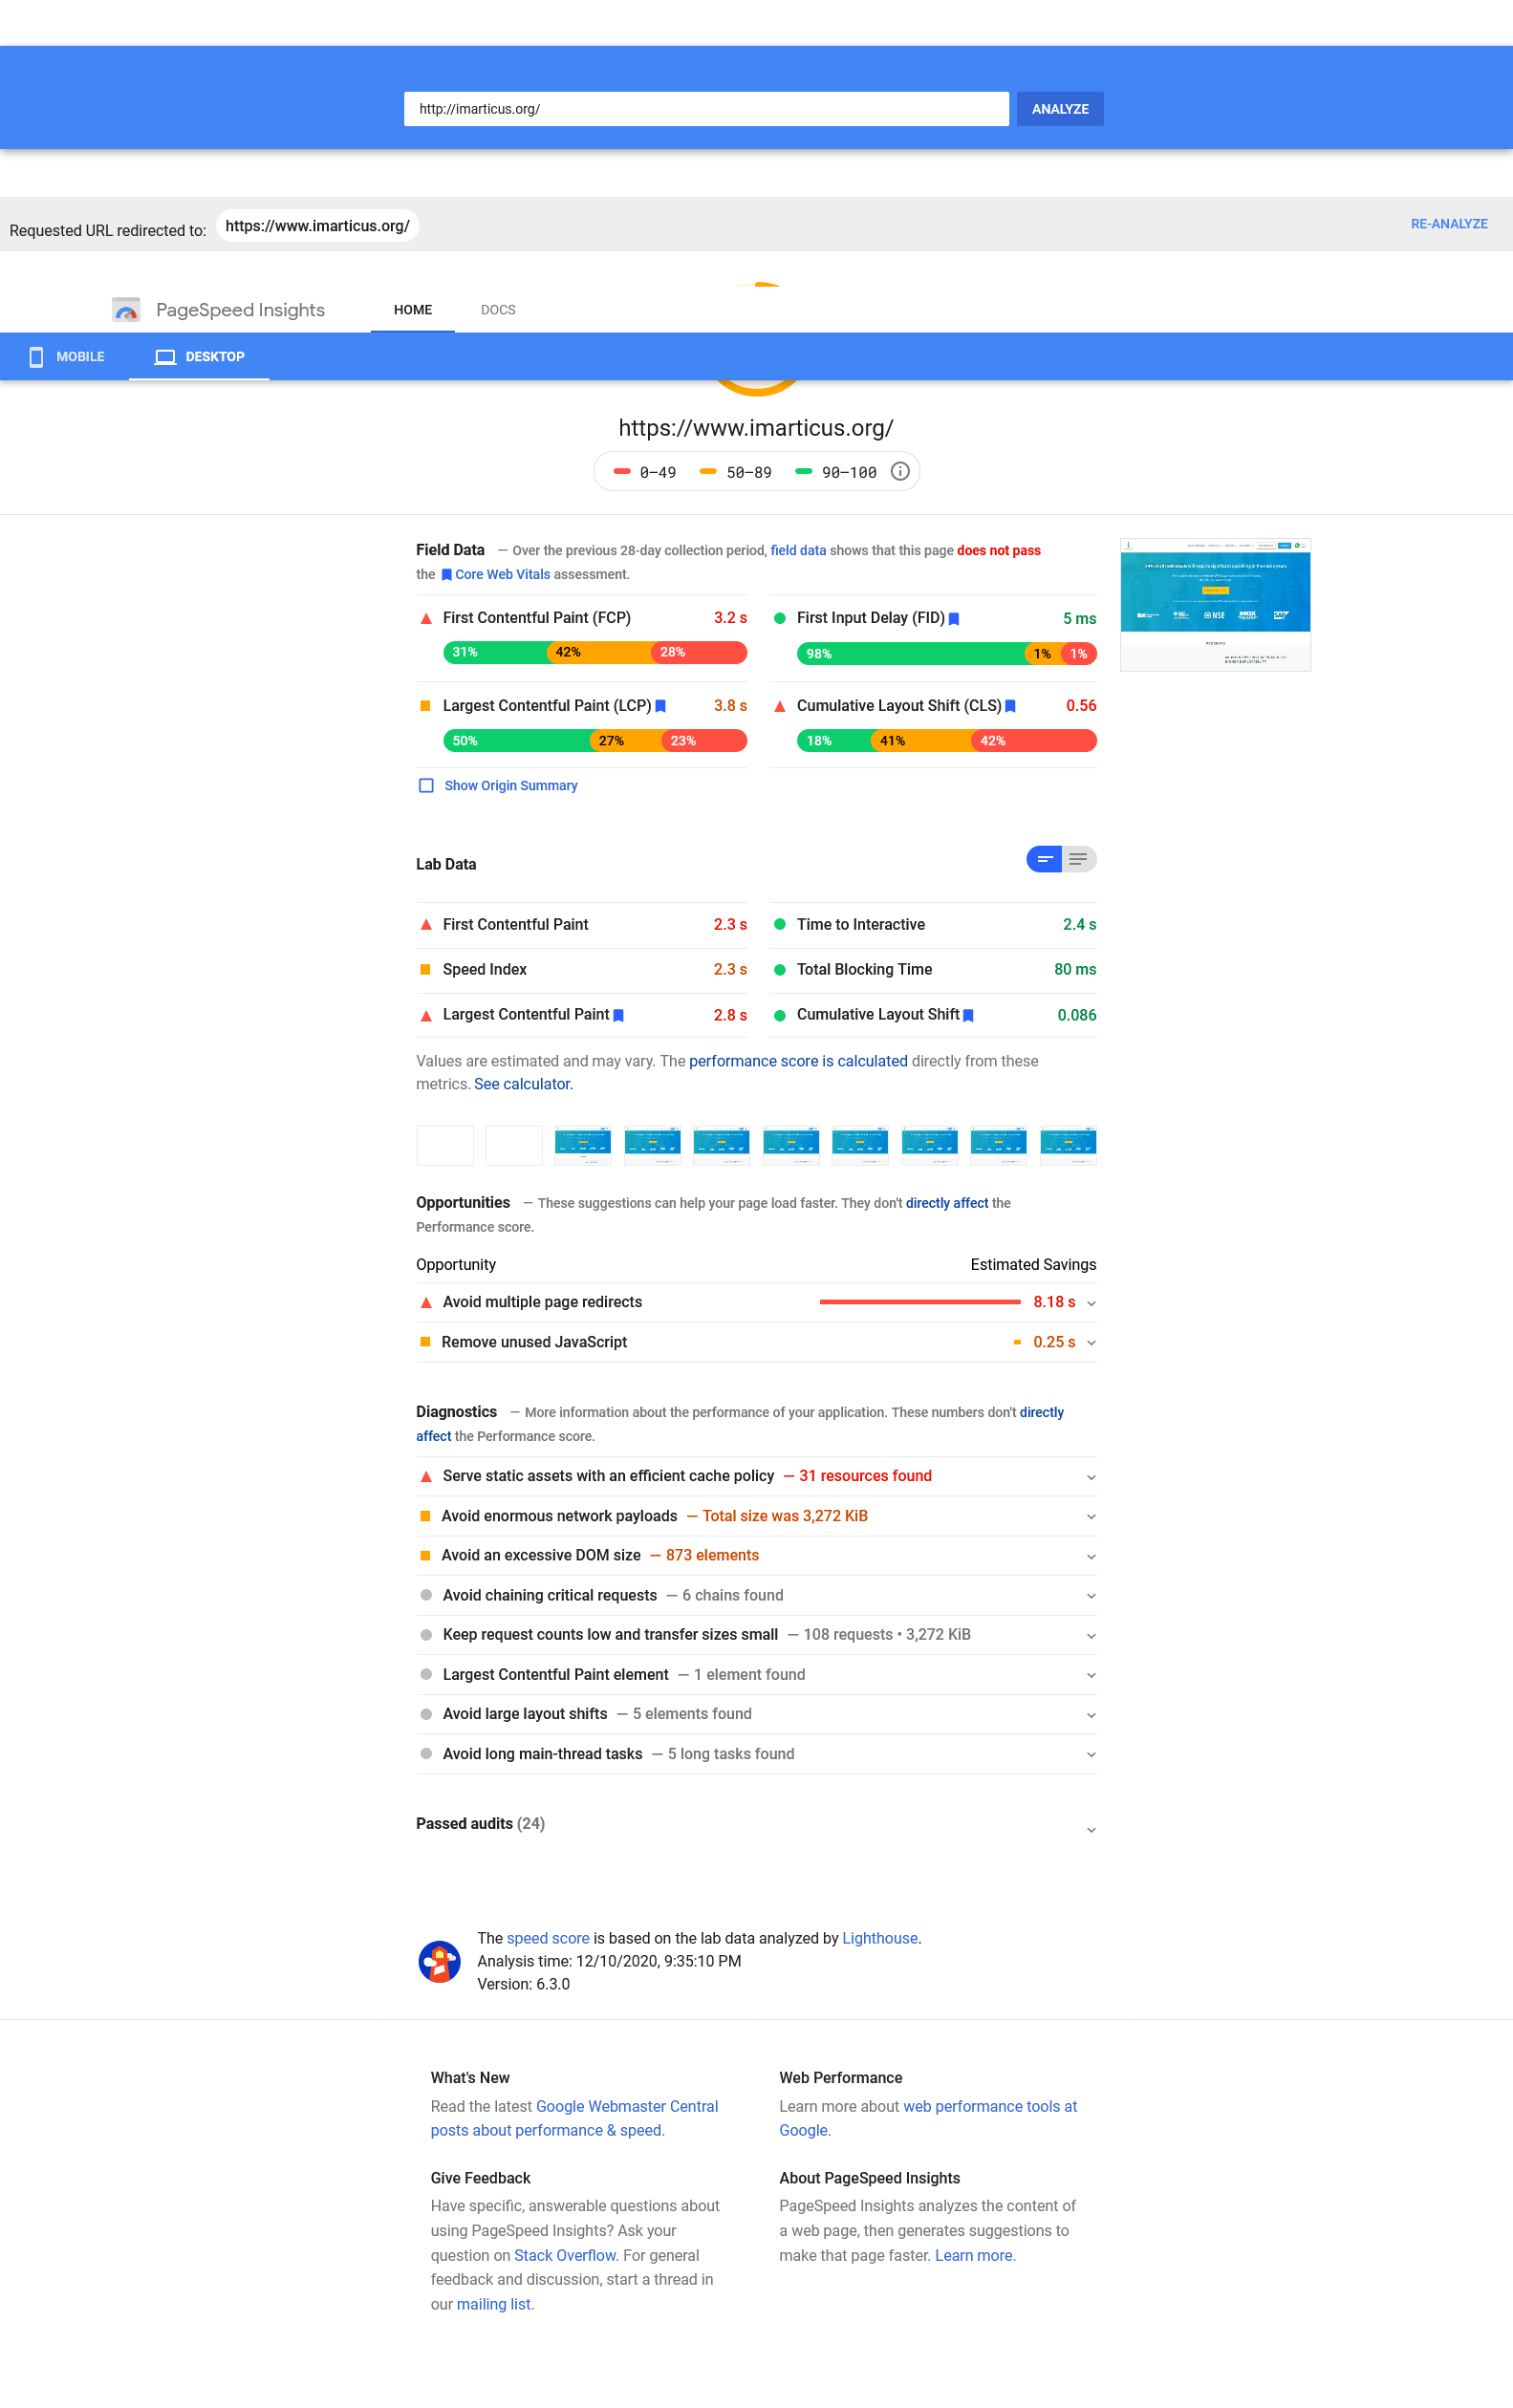 http://imarticus.org/
ANALYZE
Requested URL redirected to: https://www.imarticus.org/
RE-ANALYZE
PageSpeed Insights
HOME
DOCS
MOBILE
DESKTOP
https://www.imarticus.org/
0–49 50–89 90–100
Field Data — Over the previous 28-day collection period, field data shows that this page does not pass
the Core Web Vitals assessment.
First Contentful Paint (FCP) 3.2 s
31% 42% 28%
First Input Delay (FID) 5 ms
98% 1% 1%
Largest Contentful Paint (LCP) 3.8 s
50% 27% 23%
Cumulative Layout Shift (CLS) 0.56
18% 41% 42%
Show Origin Summary
Lab Data
First Contentful Paint 2.3 s
Time to Interactive 2.4 s
Speed Index 2.3 s
Total Blocking Time 80 ms
Largest Contentful Paint 2.8 s
Cumulative Layout Shift 0.086
Values are estimated and may vary. The performance score is calculated directly from these
metrics. See calculator.
Opportunities — These suggestions can help your page load faster. They don't directly affect the
Performance score.
Opportunity Estimated Savings
Avoid multiple page redirects 8.18 s
Remove unused JavaScript 0.25 s
Diagnostics — More information about the performance of your application. These numbers don't directly
affect the Performance score.
Serve static assets with an efficient cache policy — 31 resources found
Avoid enormous network payloads — Total size was 3,272 KiB
Avoid an excessive DOM size — 873 elements
Avoid chaining critical requests — 6 chains found
Keep request counts low and transfer sizes small — 108 requests • 3,272 KiB
Largest Contentful Paint element — 1 element found
Avoid large layout shifts — 5 elements found
Avoid long main-thread tasks — 5 long tasks found
Passed audits (24)
The speed score is based on the lab data analyzed by Lighthouse.
Analysis time: 12/10/2020, 9:35:10 PM
Version: 6.3.0
What's New
Read the latest Google Webmaster Central
posts about performance & speed.
Web Performance
Learn more about web performance tools at
Google.
Give Feedback
Have specific, answerable questions about
using PageSpeed Insights? Ask your
question on Stack Overflow. For general
feedback and discussion, start a thread in
our mailing list.
About PageSpeed Insights
PageSpeed Insights analyzes the content of
a web page, then generates suggestions to
make that page faster. Learn more.